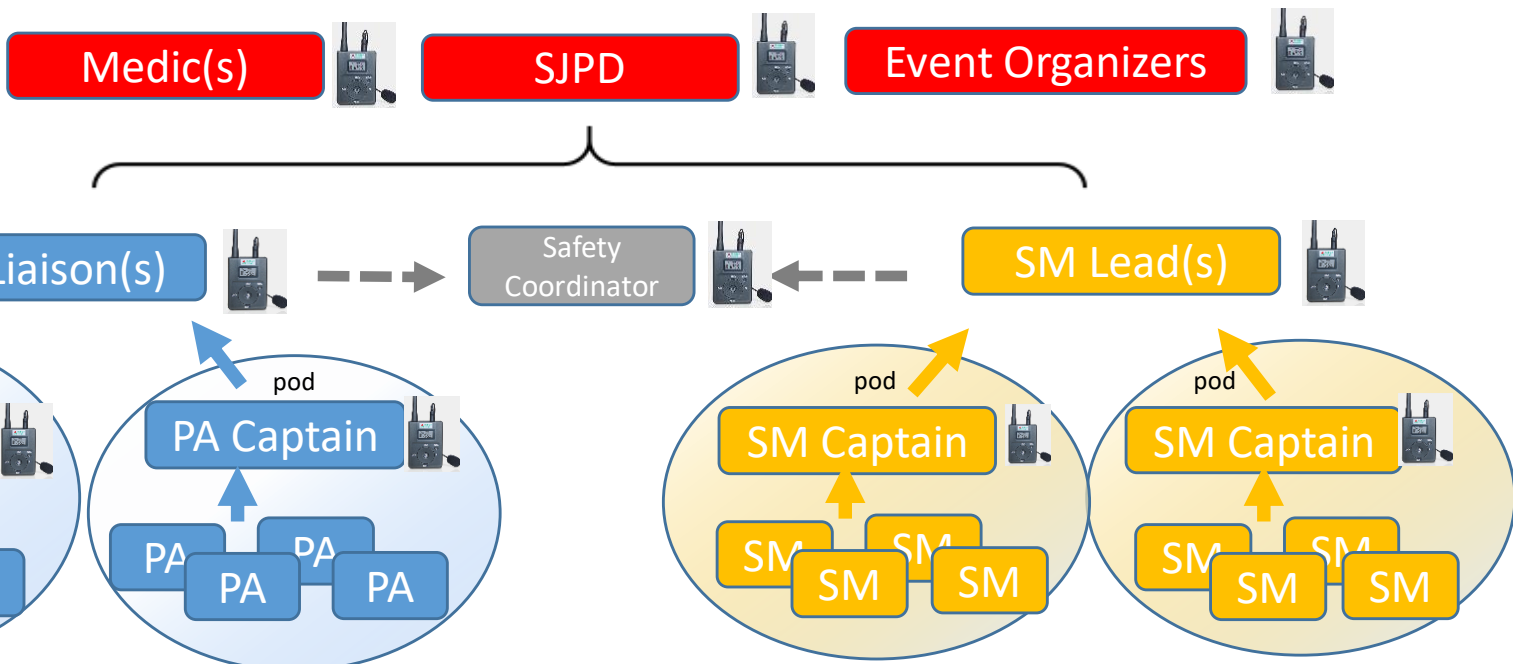 Medic(s)
SJPD
Event Organizers
Liaison(s)
Safety
Coordinator
SM Lead(s)
pod
PA Captain
PA
PA
PA
PA
pod
SM Captain
SM
SM
SM
SM
pod
SM Captain
SM
SM
SM
SM